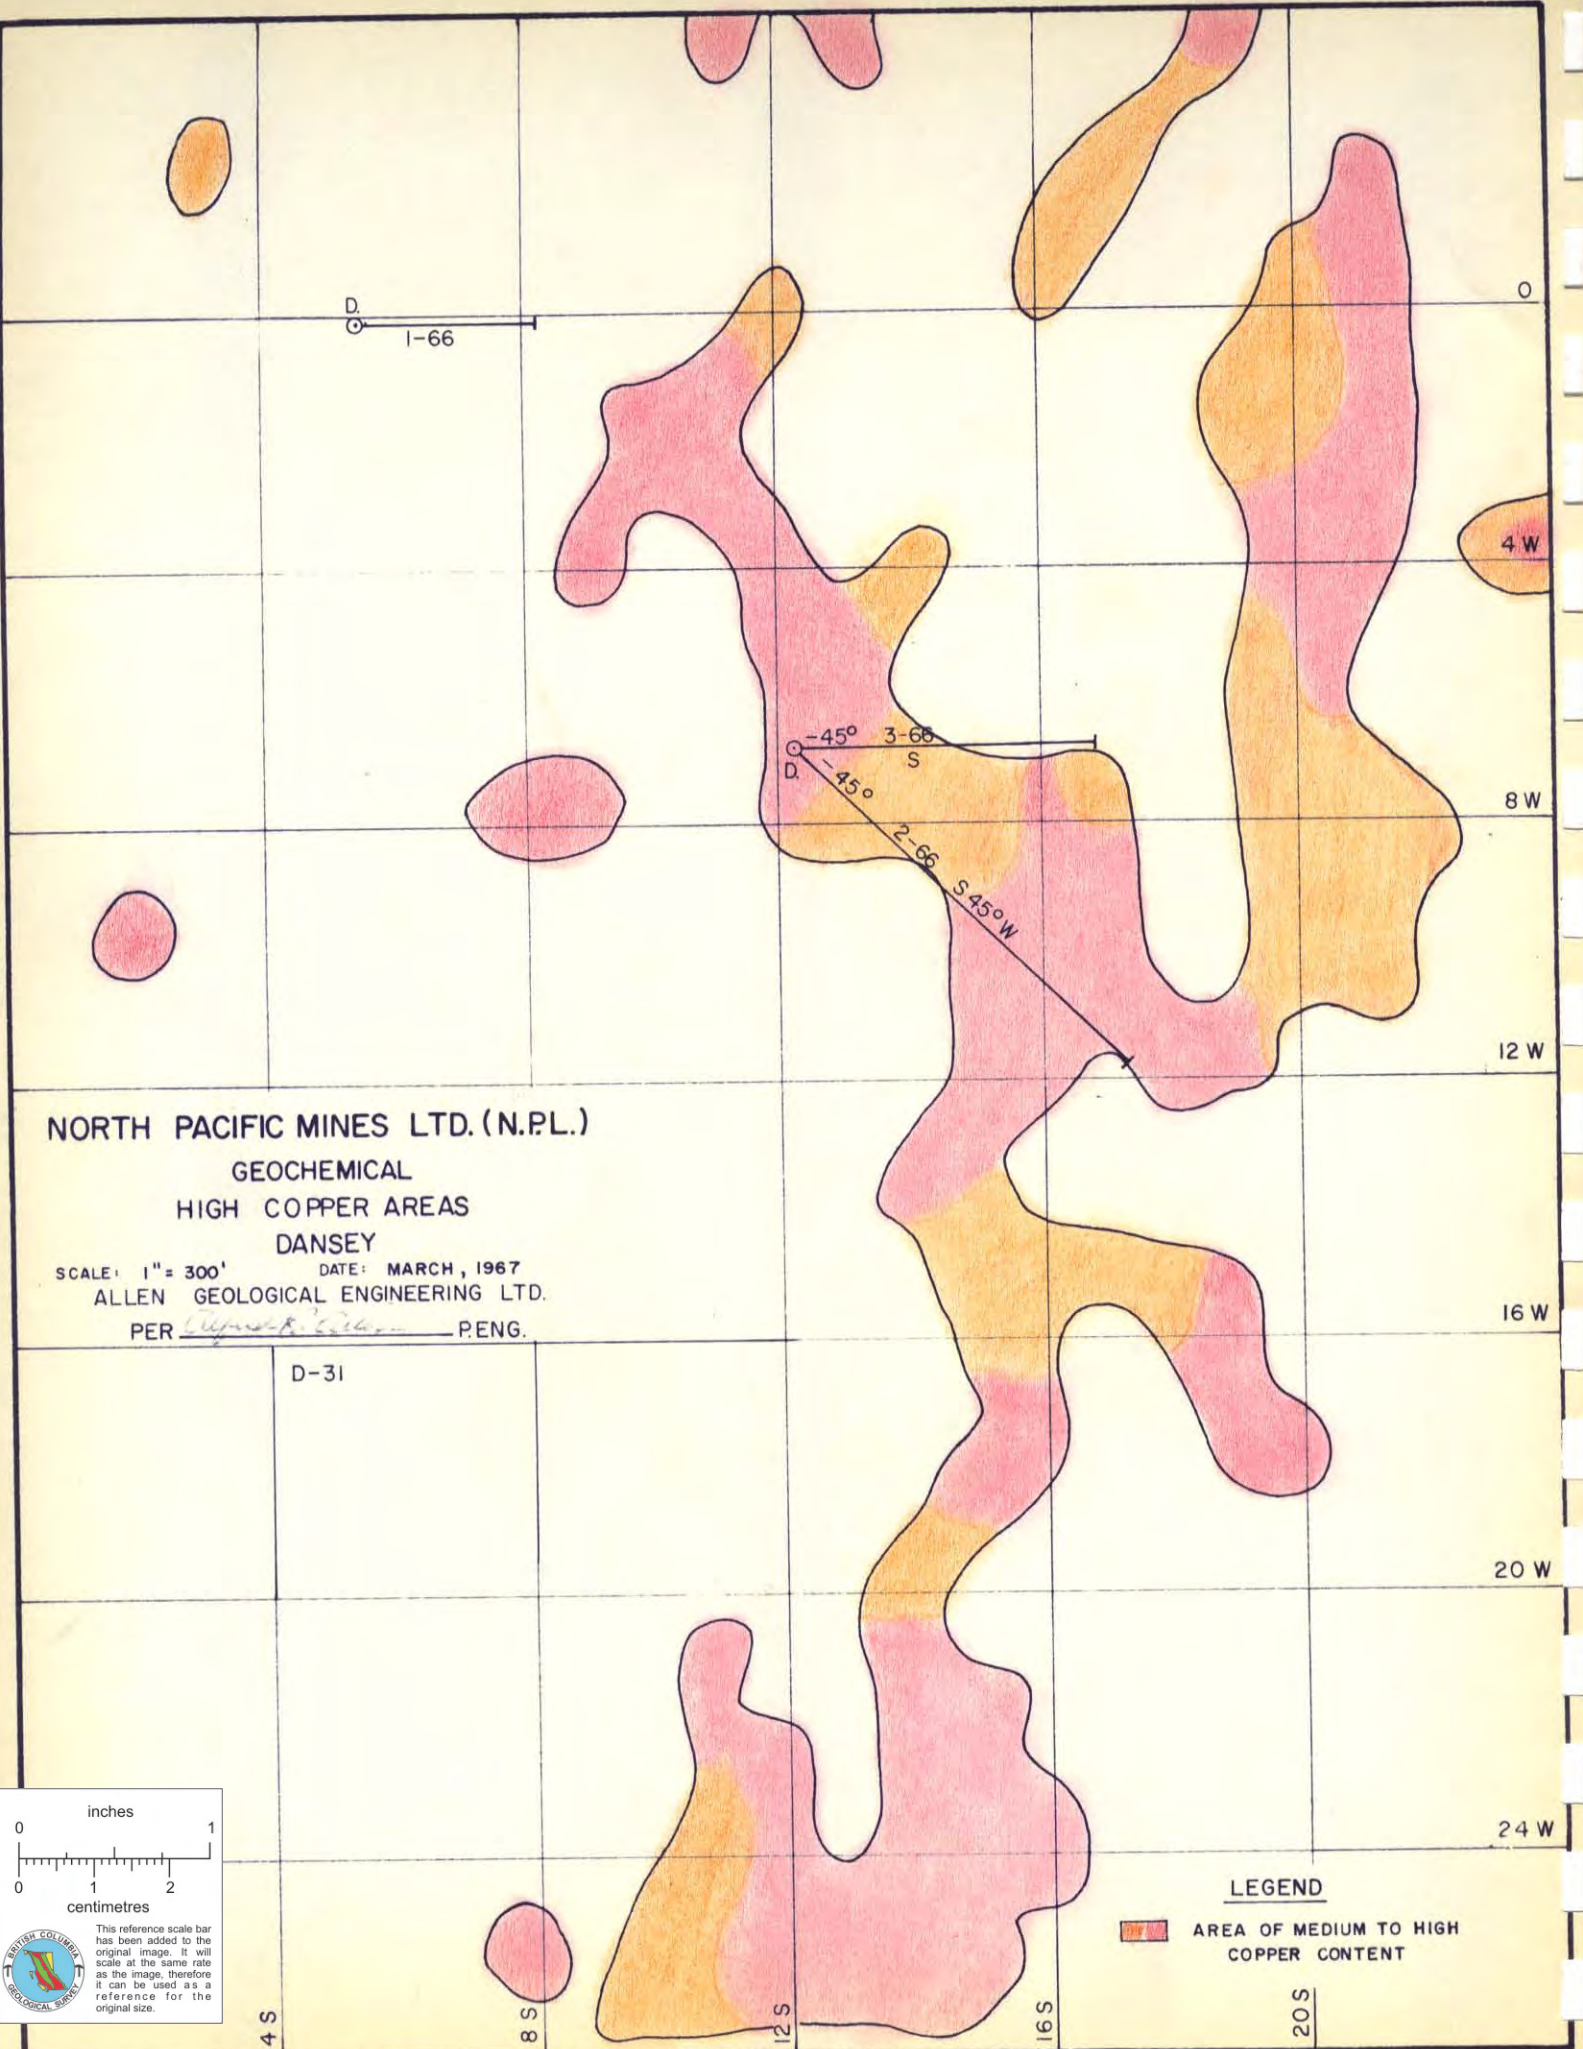 D.
1-66
0
4 W
-45° 3-66
S
D.
-45°
2-66
S 45° W
8 W
12 W
NORTH PACIFIC MINES LTD. (N.P.L.)
GEOCHEMICAL
HIGH COPPER AREAS
DANSEY
SCALE: 1" = 300' DATE: MARCH, 1967
ALLEN GEOLOGICAL ENGINEERING LTD.
PER P.ENG.
D-31
16 W
20 W
24 W
inches
0 1
0 1 2
centimetres
This reference scale bar
has been added to the
original image. It will
scale at the same rate
as the image, therefore
it can be used as a
reference for the
original size.
BRITISH COLUMBIA
GEOLOGICAL SURVEY
LEGEND
AREA OF MEDIUM TO HIGH
COPPER CONTENT
4 S
8 S
12 S
16 S
20 S